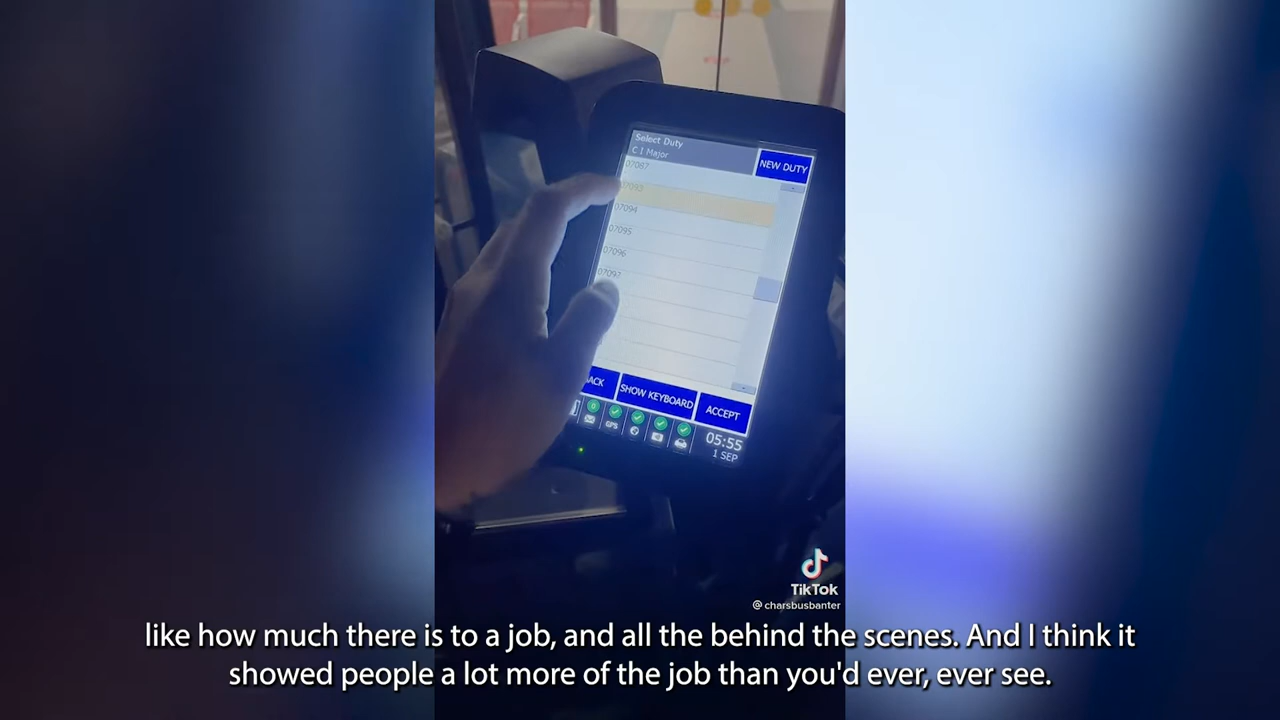 Select Duty
C I Major
NEW DUTY
07087
07093
07094
07095
07096
07097
SHOW KEYBOARD
ACCEPT
0
GPS
05:55
1 SEP
TikTok
@charsbusbanter
like how much there is to a job, and all the behind the scenes. And I think it
showed people a lot more of the job than you'd ever, ever see.